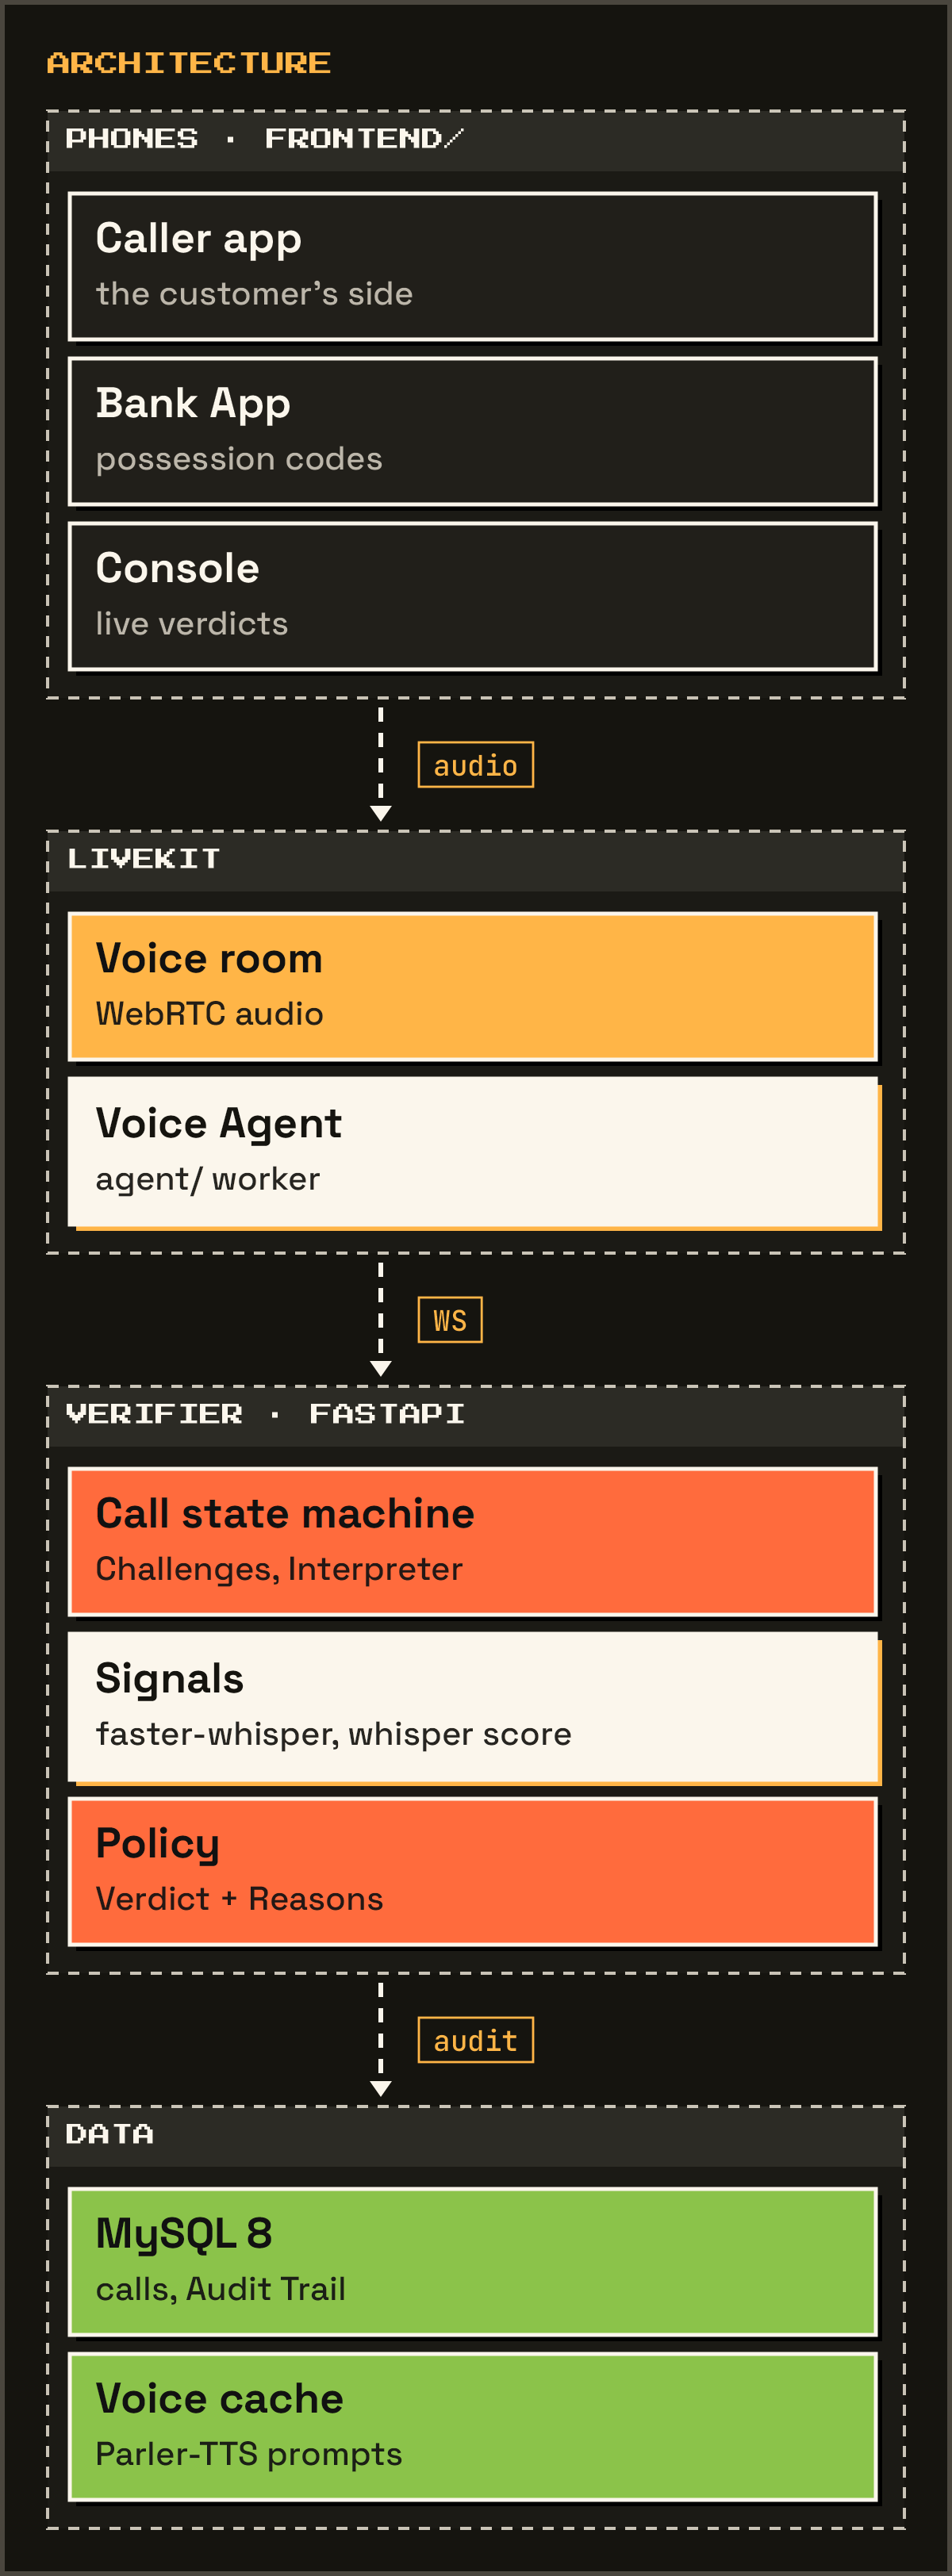 ARCHITECTURE
PHONES · FRONTEND/
Caller app
the customer’s side
Bank App
possession codes
Console
live verdicts
audio
LIVEKIT
Voice room
WebRTC audio
Voice Agent
agent/ worker
WS
VERIFIER · FASTAPI
Call state machine
Challenges, Interpreter
Signals
faster-whisper, whisper score
Policy
Verdict + Reasons
audit
DATA
MySQL 8
calls, Audit Trail
Voice cache
Parler-TTS prompts